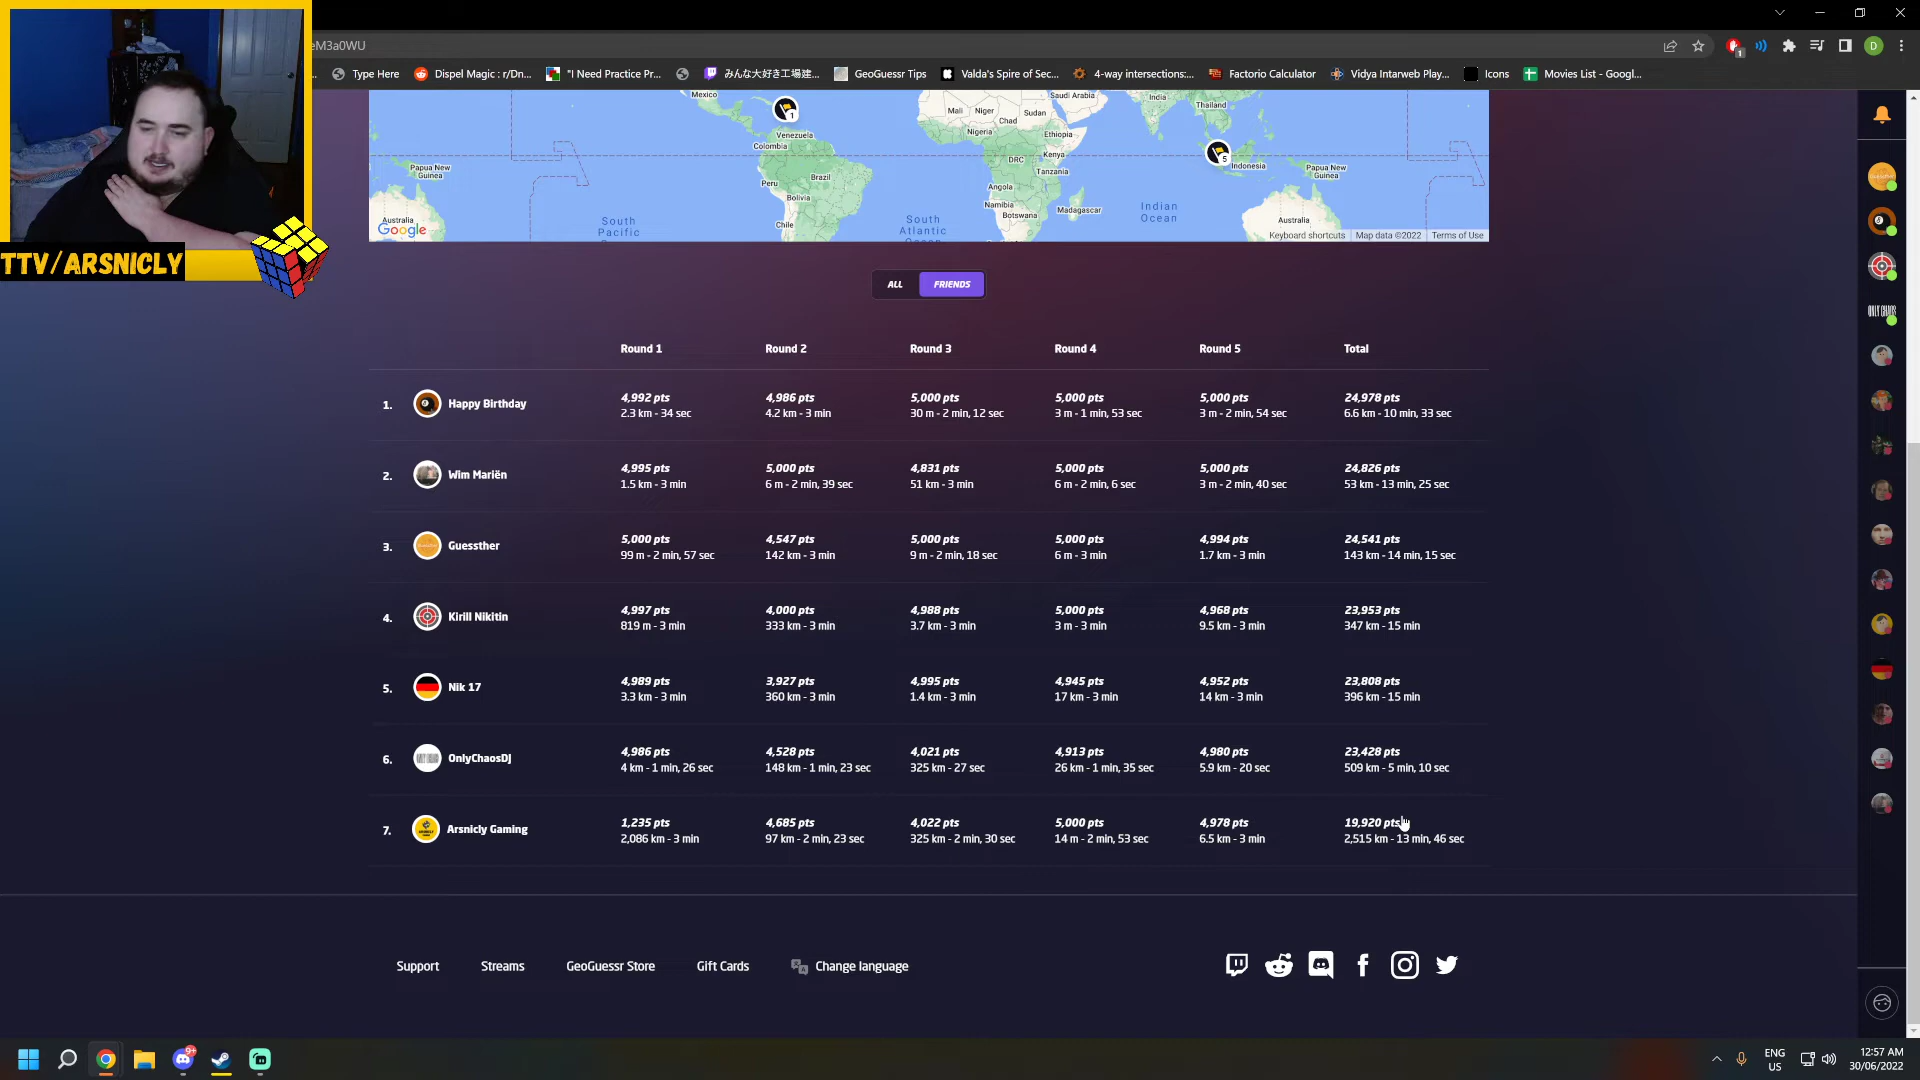 eM3a0WU
Type Here
Dispel Magic : r/Dn...
"I Need Practice Pr...
みんな大好き工場建...
GeoGuessr Tips
Valda's Spire of Sec...
4-way intersections:...
Factorio Calculator
Vidya Intarweb Play...
Icons
Movies List - Googl...
TTV/ARSNICLY
Mexico
Venezuela
Colombia
Peru
Brazil
Bolivia
Chile
Mali
Niger
Chad
Sudan
Nigeria
Ethiopia
DRC
Kenya
Tanzania
Angola
Namibia
Botswana
Madagascar
Saudi Arabia
India
Thailand
Indonesia
Papua New
Guinea
Papua New
Guinea
Australia
Australia
South
Pacific
South
Atlantic
Indian
Ocean
1
5
Google
Keyboard shortcuts
Map data ©2022
Terms of Use
ALL
FRIENDS
Round 1 Round 2 Round 3 Round 4 Round 5 Total
1. Happy Birthday 4,992 pts 4,986 pts 5,000 pts 5,000 pts 5,000 pts 24,978 pts
2.3 km - 34 sec 4.2 km - 3 min 30 m - 2 min, 12 sec 3 m - 1 min, 53 sec 3 m - 2 min, 54 sec 6.6 km - 10 min, 33 sec
2. Wim Mariën 4,995 pts 5,000 pts 4,831 pts 5,000 pts 5,000 pts 24,826 pts
1.5 km - 3 min 6 m - 2 min, 39 sec 51 km - 3 min 6 m - 2 min, 6 sec 3 m - 2 min, 40 sec 53 km - 13 min, 25 sec
3. Guessther 5,000 pts 4,547 pts 5,000 pts 5,000 pts 4,994 pts 24,541 pts
99 m - 2 min, 57 sec 142 km - 3 min 9 m - 2 min, 18 sec 6 m - 3 min 1.7 km - 3 min 143 km - 14 min, 15 sec
4. Kirill Nikitin 4,997 pts 4,000 pts 4,988 pts 5,000 pts 4,968 pts 23,953 pts
819 m - 3 min 333 km - 3 min 3.7 km - 3 min 3 m - 3 min 9.5 km - 3 min 347 km - 15 min
5. Nik 17 4,989 pts 3,927 pts 4,995 pts 4,945 pts 4,952 pts 23,808 pts
3.3 km - 3 min 360 km - 3 min 1.4 km - 3 min 17 km - 3 min 14 km - 3 min 396 km - 15 min
6. OnlyChaosDJ 4,986 pts 4,528 pts 4,021 pts 4,913 pts 4,980 pts 23,428 pts
4 km - 1 min, 26 sec 148 km - 1 min, 23 sec 325 km - 27 sec 26 km - 1 min, 35 sec 5.9 km - 20 sec 509 km - 5 min, 10 sec
7. Arsnicly Gaming 1,235 pts 4,685 pts 4,022 pts 5,000 pts 4,978 pts 19,920 pts
2,086 km - 3 min 97 km - 2 min, 23 sec 325 km - 2 min, 30 sec 14 m - 2 min, 53 sec 6.5 km - 3 min 2,515 km - 13 min, 46 sec
Support
Streams
GeoGuessr Store
Gift Cards
Change language
ONLY CHAOS
D
1
9+
ENG
US
12:57 AM
30/06/2022